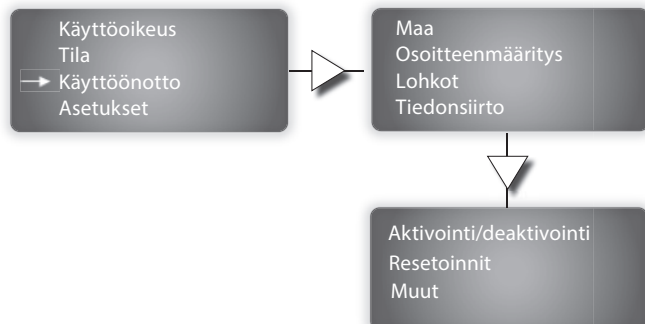 Käyttöoikeus
Tila
Käyttöönotto
Asetukset
Maa
Osoitteenmääritys
Lohkot
Tiedonsiirto
Aktivointi/deaktivointi
Resetoinnit
Muut